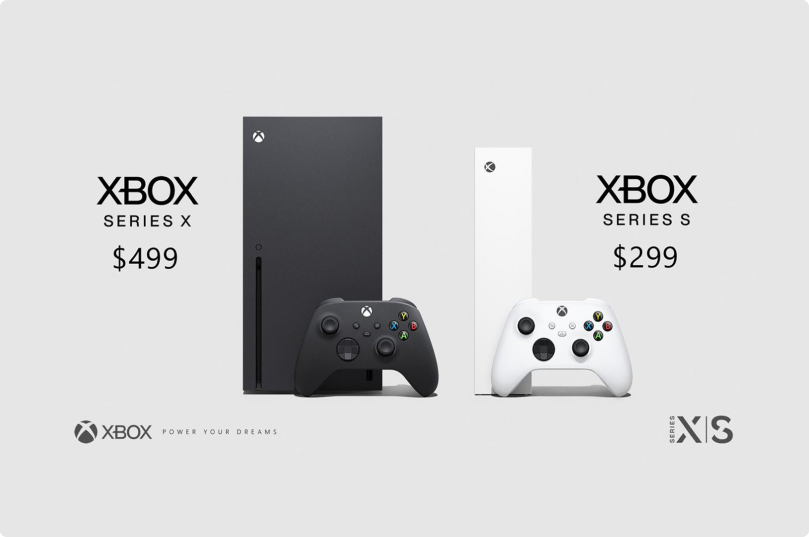 XBOX
SERIES X
$499
XBOX
SERIES S
$299
Y
X B
A
Y
X B
A
XBOX POWER YOUR DREAMS
SERIES X|S